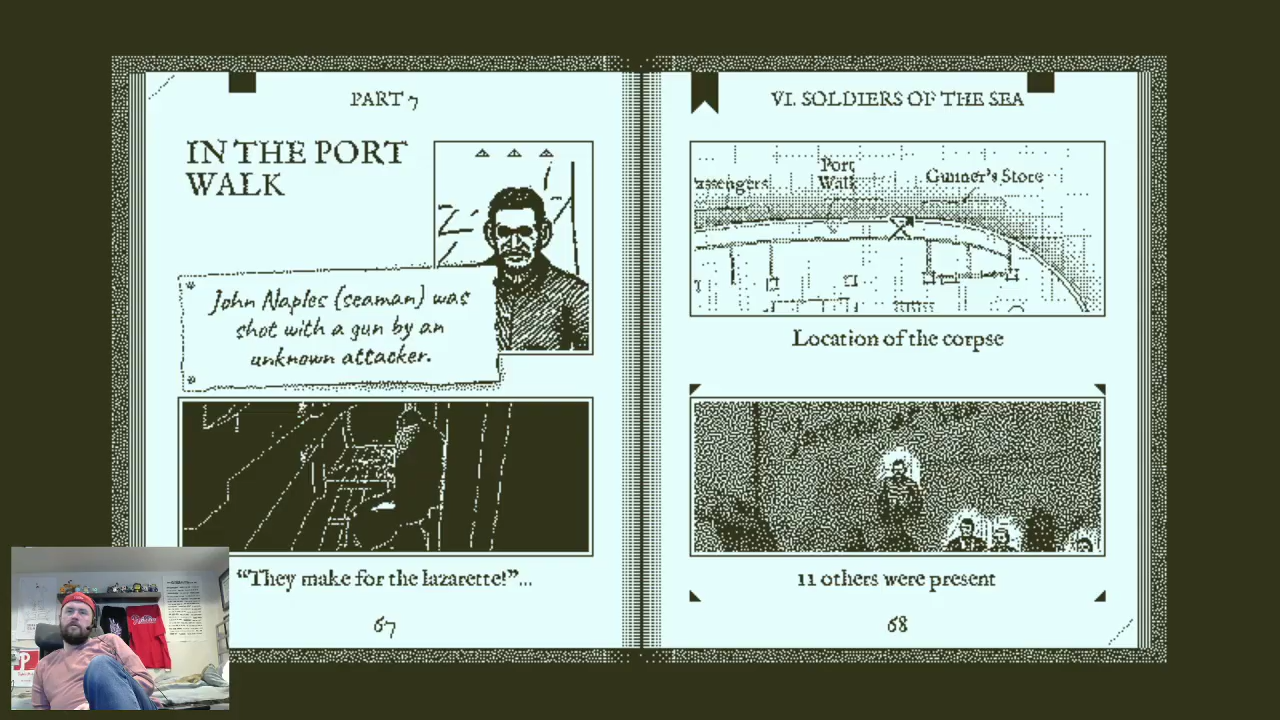 PART 7
IN THE PORT
WALK
John Naples (seaman) was
shot with a gun by an
unknown attacker.
"They make for the lazarette!"...
67
VI. SOLDIERS OF THE SEA
Port
Walk
Gunner's Store
Location of the corpse
11 others were present
68